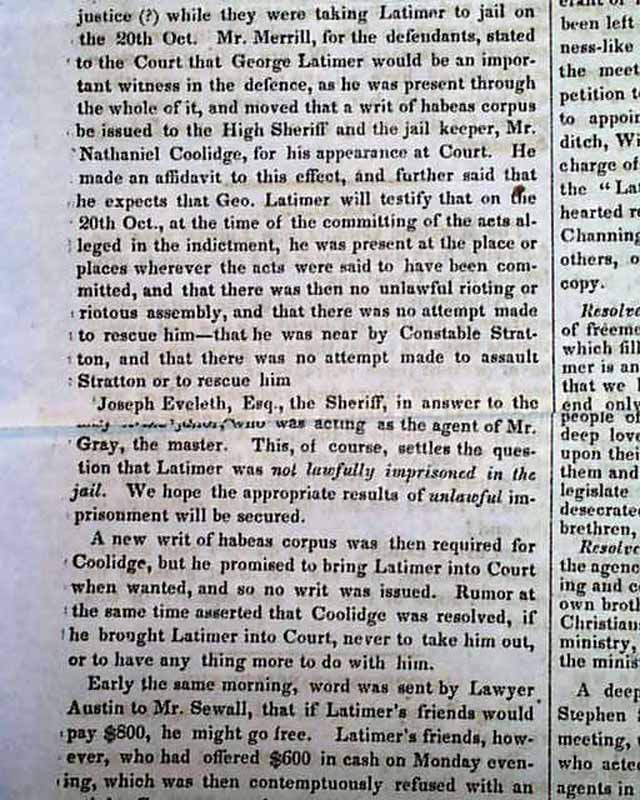 justice (?) while they were taking Latimer to jail on
the 20th Oct. Mr. Merrill, for the defendants, stated
to the Court that George Latimer would be an impor-
tant witness in the defence, as he was present through
the whole of it, and moved that a writ of habeas corpus
be issued to the High Sheriff and the jail keeper, Mr.
Nathaniel Coolidge, for his appearance at Court. He
made an affidavit to this effect, and further said that
he expects that Geo. Latimer will testify that on the
20th Oct., at the time of the committing of the acts al-
leged in the indictment, he was present at the place or
places wherever the acts were said to have been com-
mitted, and that there was then no unlawful rioting or
riotous assembly, and that there was no attempt made
to rescue him—that he was near by Constable Strat-
ton, and that there was no attempt made to assault
Stratton or to rescue him
Joseph Eveleth, Esq., the Sheriff, in answer to the
who was acting as the agent of Mr.
Gray, the master. This, of course, settles the ques-
tion that Latimer was not lawfully imprisoned in the
jail. We hope the appropriate results of unlawful im-
prisonment will be secured.
A new writ of habeas corpus was then required for
Coolidge, but he promised to bring Latimer into Court
when wanted, and so no writ was issued. Rumor at
the same time asserted that Coolidge was resolved, if
he brought Latimer into Court, never to take him out,
or to have any thing more to do with him.
Early the same morning, word was sent by Lawyer
Austin to Mr. Sewall, that if Latimer's friends would
pay $800, he might go free. Latimer's friends, how-
ever, who had offered $600 in cash on Monday even-
ing, which was then contemptuously refused with an
been left
ness-like
the meet
petition t
to appoin
ditch, Wi
charge of
the "La
hearted r
Channing
others, o
copy.
Resolve
of freeme
which fill
mer is an
that we
end only
people of
deep love
upon thei
them and
legislate
desecrate
brethren,
Resolve
the agenc
ing and c
own broth
Christian
ministry,
the minis
A deep
Stephen
meeting,
who acte
agents in